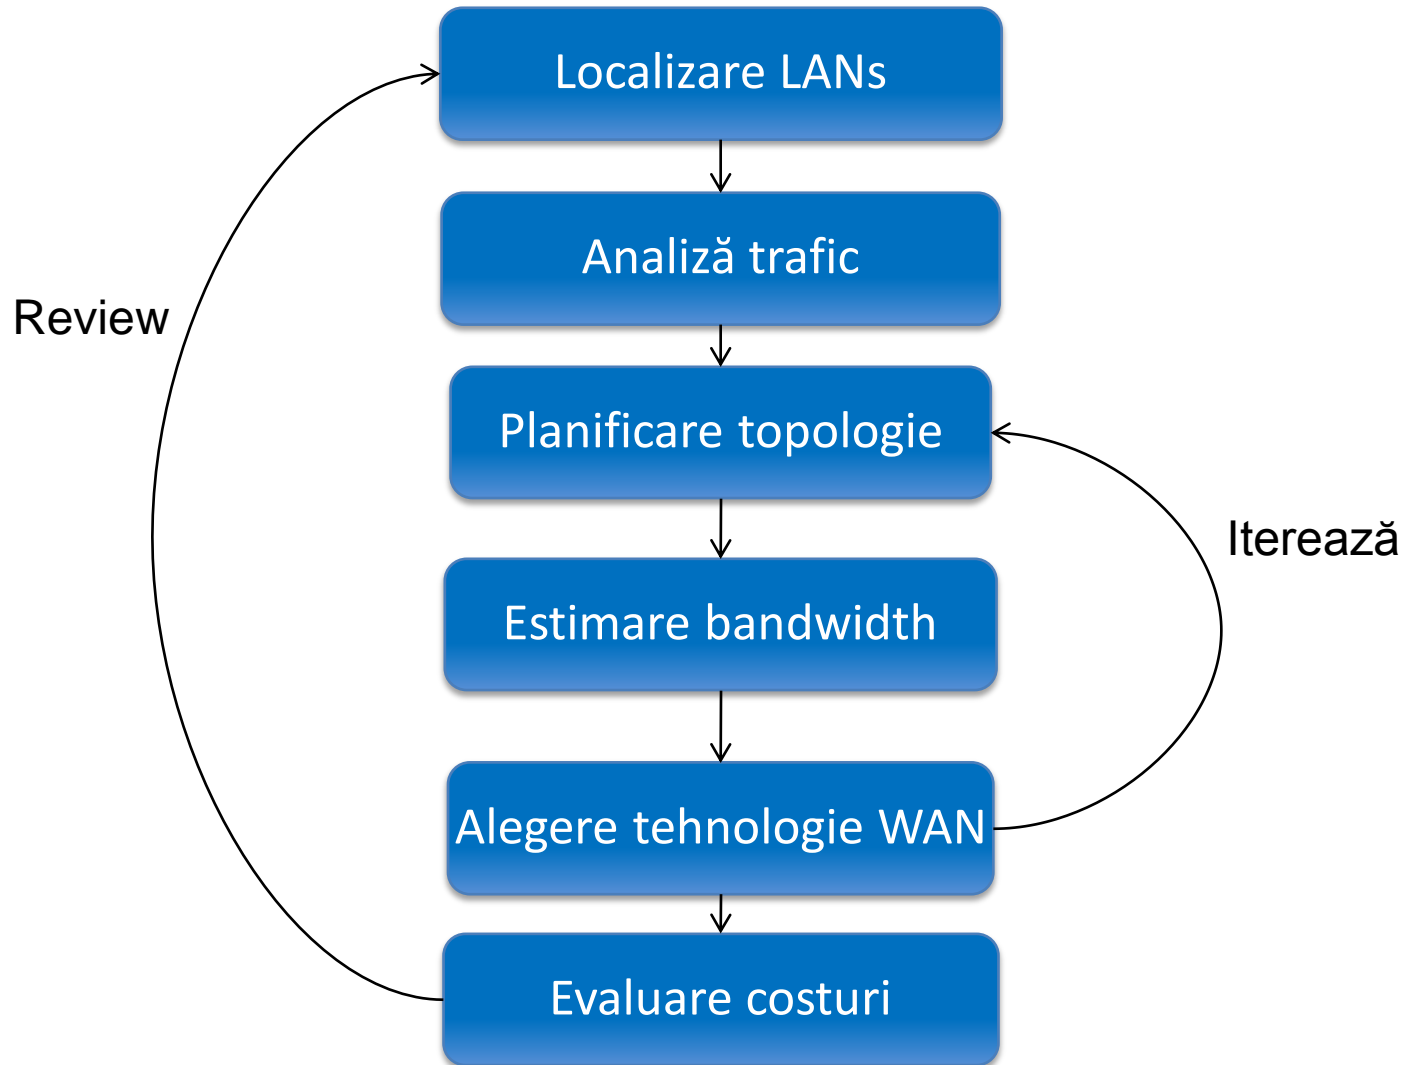 Localizare LANs
Analiză trafic
Review
Planificare topologie
Iterează
Estimare bandwidth
Alegere tehnologie WAN
Evaluare costuri